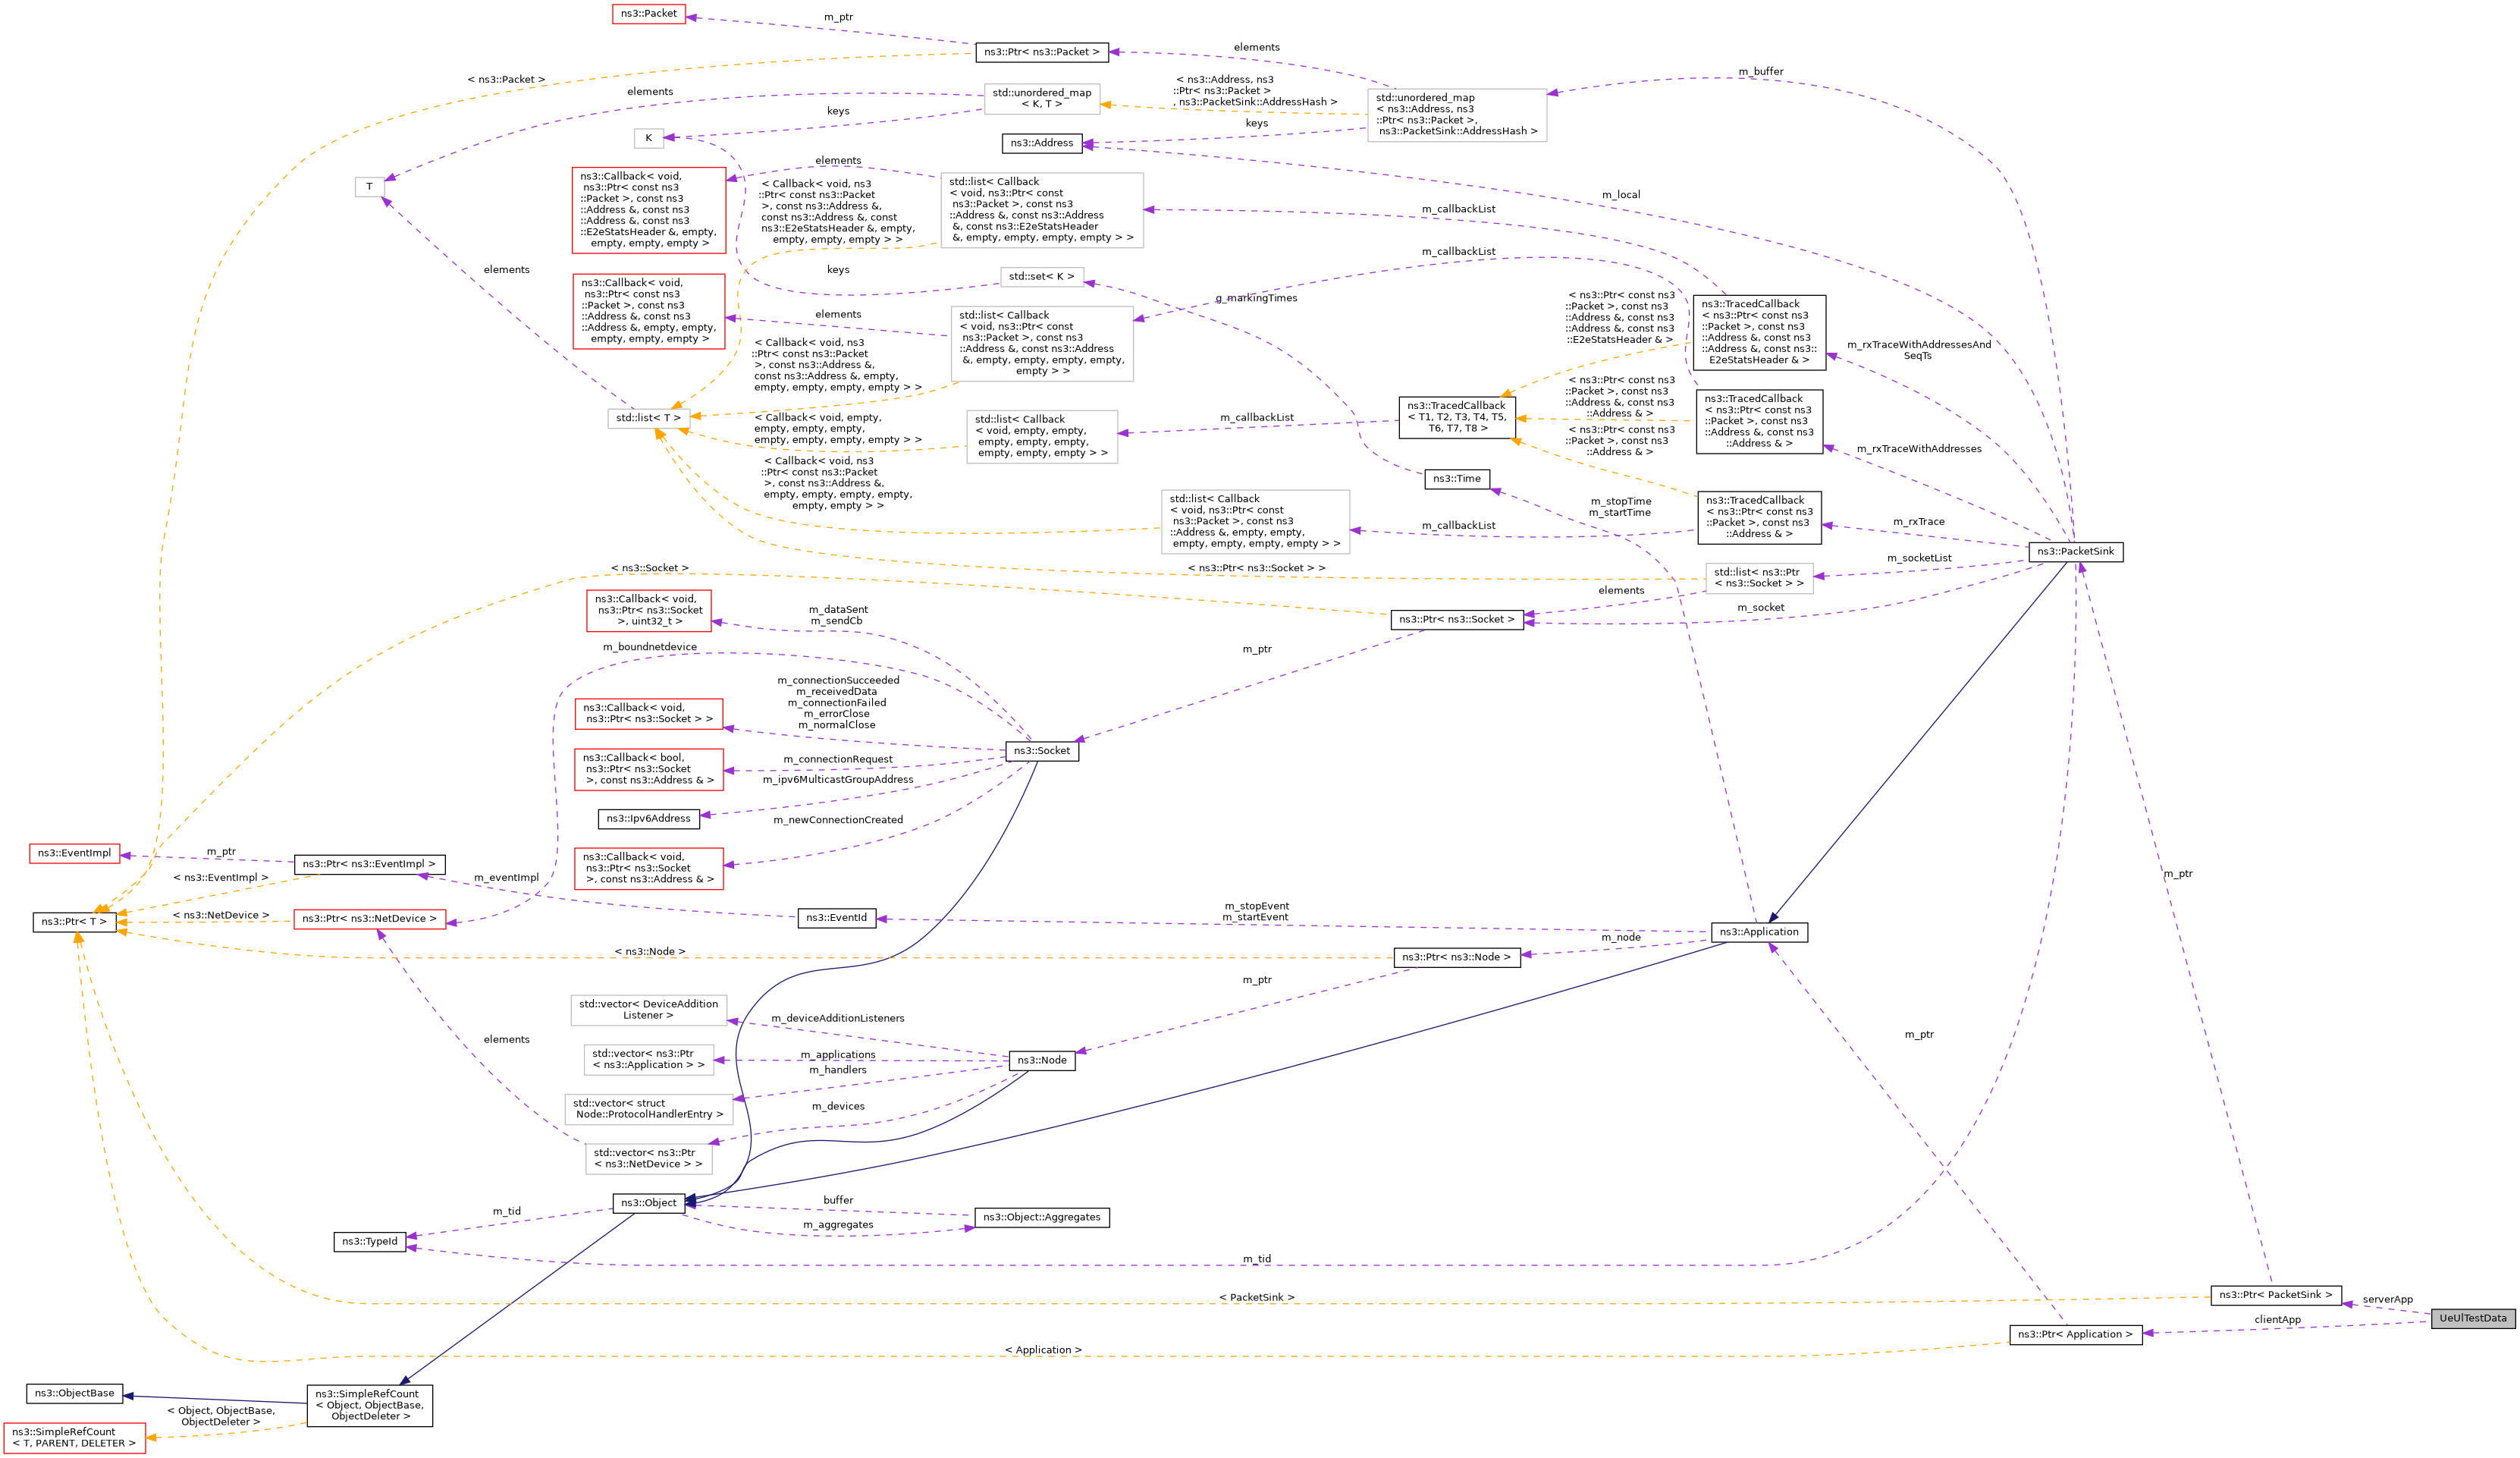 ns3::Packet
m_ptr
ns3::Ptr< ns3::Packet >
elements
m_buffer
< ns3::Packet >
elements
std::unordered_map
< K, T >
< ns3::Address, ns3
::Ptr< ns3::Packet >
, ns3::PacketSink::AddressHash >
std::unordered_map
< ns3::Address, ns3
::Ptr< ns3::Packet >,
ns3::PacketSink::AddressHash >
keys
K
keys
ns3::Address
T
elements
ns3::Callback< void,
ns3::Ptr< const ns3
::Packet >, const ns3
::Address &, const ns3
::Address &, const ns3
::E2eStatsHeader &, empty,
empty, empty, empty >
< Callback< void, ns3
::Ptr< const ns3::Packet
>, const ns3::Address &,
const ns3::Address &, const
ns3::E2eStatsHeader &, empty,
empty, empty, empty > >
std::list< Callback
< void, ns3::Ptr< const
ns3::Packet >, const ns3
::Address &, const ns3::Address
&, const ns3::E2eStatsHeader
&, empty, empty, empty, empty > >
m_callbackList
m_local
elements
keys
std::set< K >
m_callbackList
g_markingTimes
ns3::Callback< void,
ns3::Ptr< const ns3
::Packet >, const ns3
::Address &, const ns3
::Address &, empty, empty,
empty, empty, empty >
elements
std::list< Callback
< void, ns3::Ptr< const
ns3::Packet >, const ns3
::Address &, const ns3::Address
&, empty, empty, empty, empty,
empty > >
< ns3::Ptr< const ns3
::Packet >, const ns3
::Address &, const ns3
::Address &, const ns3
::E2eStatsHeader & >
ns3::TracedCallback
< ns3::Ptr< const ns3
::Packet >, const ns3
::Address &, const ns3
::Address &, const ns3::
E2eStatsHeader & >
m_rxTraceWithAddressesAnd
SeqTs
< Callback< void, ns3
::Ptr< const ns3::Packet
>, const ns3::Address &,
const ns3::Address &, empty,
empty, empty, empty, empty > >
std::list< T >
< Callback< void, empty,
empty, empty, empty,
empty, empty, empty, empty > >
std::list< Callback
< void, empty, empty,
empty, empty, empty,
empty, empty, empty > >
m_callbackList
ns3::TracedCallback
< T1, T2, T3, T4, T5,
T6, T7, T8 >
< ns3::Ptr< const ns3
::Packet >, const ns3
::Address &, const ns3
::Address & >
< ns3::Ptr< const ns3
::Packet >, const ns3
::Address & >
ns3::TracedCallback
< ns3::Ptr< const ns3
::Packet >, const ns3
::Address &, const ns3
::Address & >
m_rxTraceWithAddresses
< Callback< void, ns3
::Ptr< const ns3::Packet
>, const ns3::Address &,
empty, empty, empty, empty,
empty, empty > >
ns3::Time
m_stopTime
m_startTime
std::list< Callback
< void, ns3::Ptr< const
ns3::Packet >, const ns3
::Address &, empty, empty,
empty, empty, empty, empty > >
m_callbackList
ns3::TracedCallback
< ns3::Ptr< const ns3
::Packet >, const ns3
::Address & >
m_rxTrace
ns3::PacketSink
m_socketList
< ns3::Socket >
< ns3::Ptr< ns3::Socket > >
std::list< ns3::Ptr
< ns3::Socket > >
elements
m_socket
ns3::Ptr< ns3::Socket >
ns3::Callback< void,
ns3::Ptr< ns3::Socket
>, uint32_t >
m_dataSent
m_sendCb
m_boundnetdevice
m_ptr
ns3::Callback< void,
ns3::Ptr< ns3::Socket > >
m_connectionSucceeded
m_receivedData
m_connectionFailed
m_errorClose
m_normalClose
ns3::Socket
ns3::Callback< bool,
ns3::Ptr< ns3::Socket
>, const ns3::Address & >
m_connectionRequest
m_ipv6MulticastGroupAddress
ns3::Ipv6Address
m_newConnectionCreated
ns3::Callback< void,
ns3::Ptr< ns3::Socket
>, const ns3::Address & >
ns3::EventImpl
m_ptr
ns3::Ptr< ns3::EventImpl >
< ns3::EventImpl >
m_eventImpl
m_ptr
ns3::Ptr< T >
< ns3::NetDevice >
ns3::Ptr< ns3::NetDevice >
ns3::EventId
m_stopEvent
m_startEvent
ns3::Application
m_node
< ns3::Node >
ns3::Ptr< ns3::Node >
m_ptr
std::vector< DeviceAddition
Listener >
m_deviceAdditionListeners
elements
std::vector< ns3::Ptr
< ns3::Application > >
m_applications
m_handlers
ns3::Node
m_ptr
std::vector< struct
Node::ProtocolHandlerEntry >
m_devices
std::vector< ns3::Ptr
< ns3::NetDevice > >
ns3::Object
buffer
m_aggregates
ns3::Object::Aggregates
m_tid
ns3::TypeId
m_tid
< PacketSink >
ns3::Ptr< PacketSink >
serverApp
UeUlTestData
clientApp
ns3::Ptr< Application >
< Application >
ns3::ObjectBase
ns3::SimpleRefCount
< Object, ObjectBase,
ObjectDeleter >
< Object, ObjectBase,
ObjectDeleter >
ns3::SimpleRefCount
< T, PARENT, DELETER >